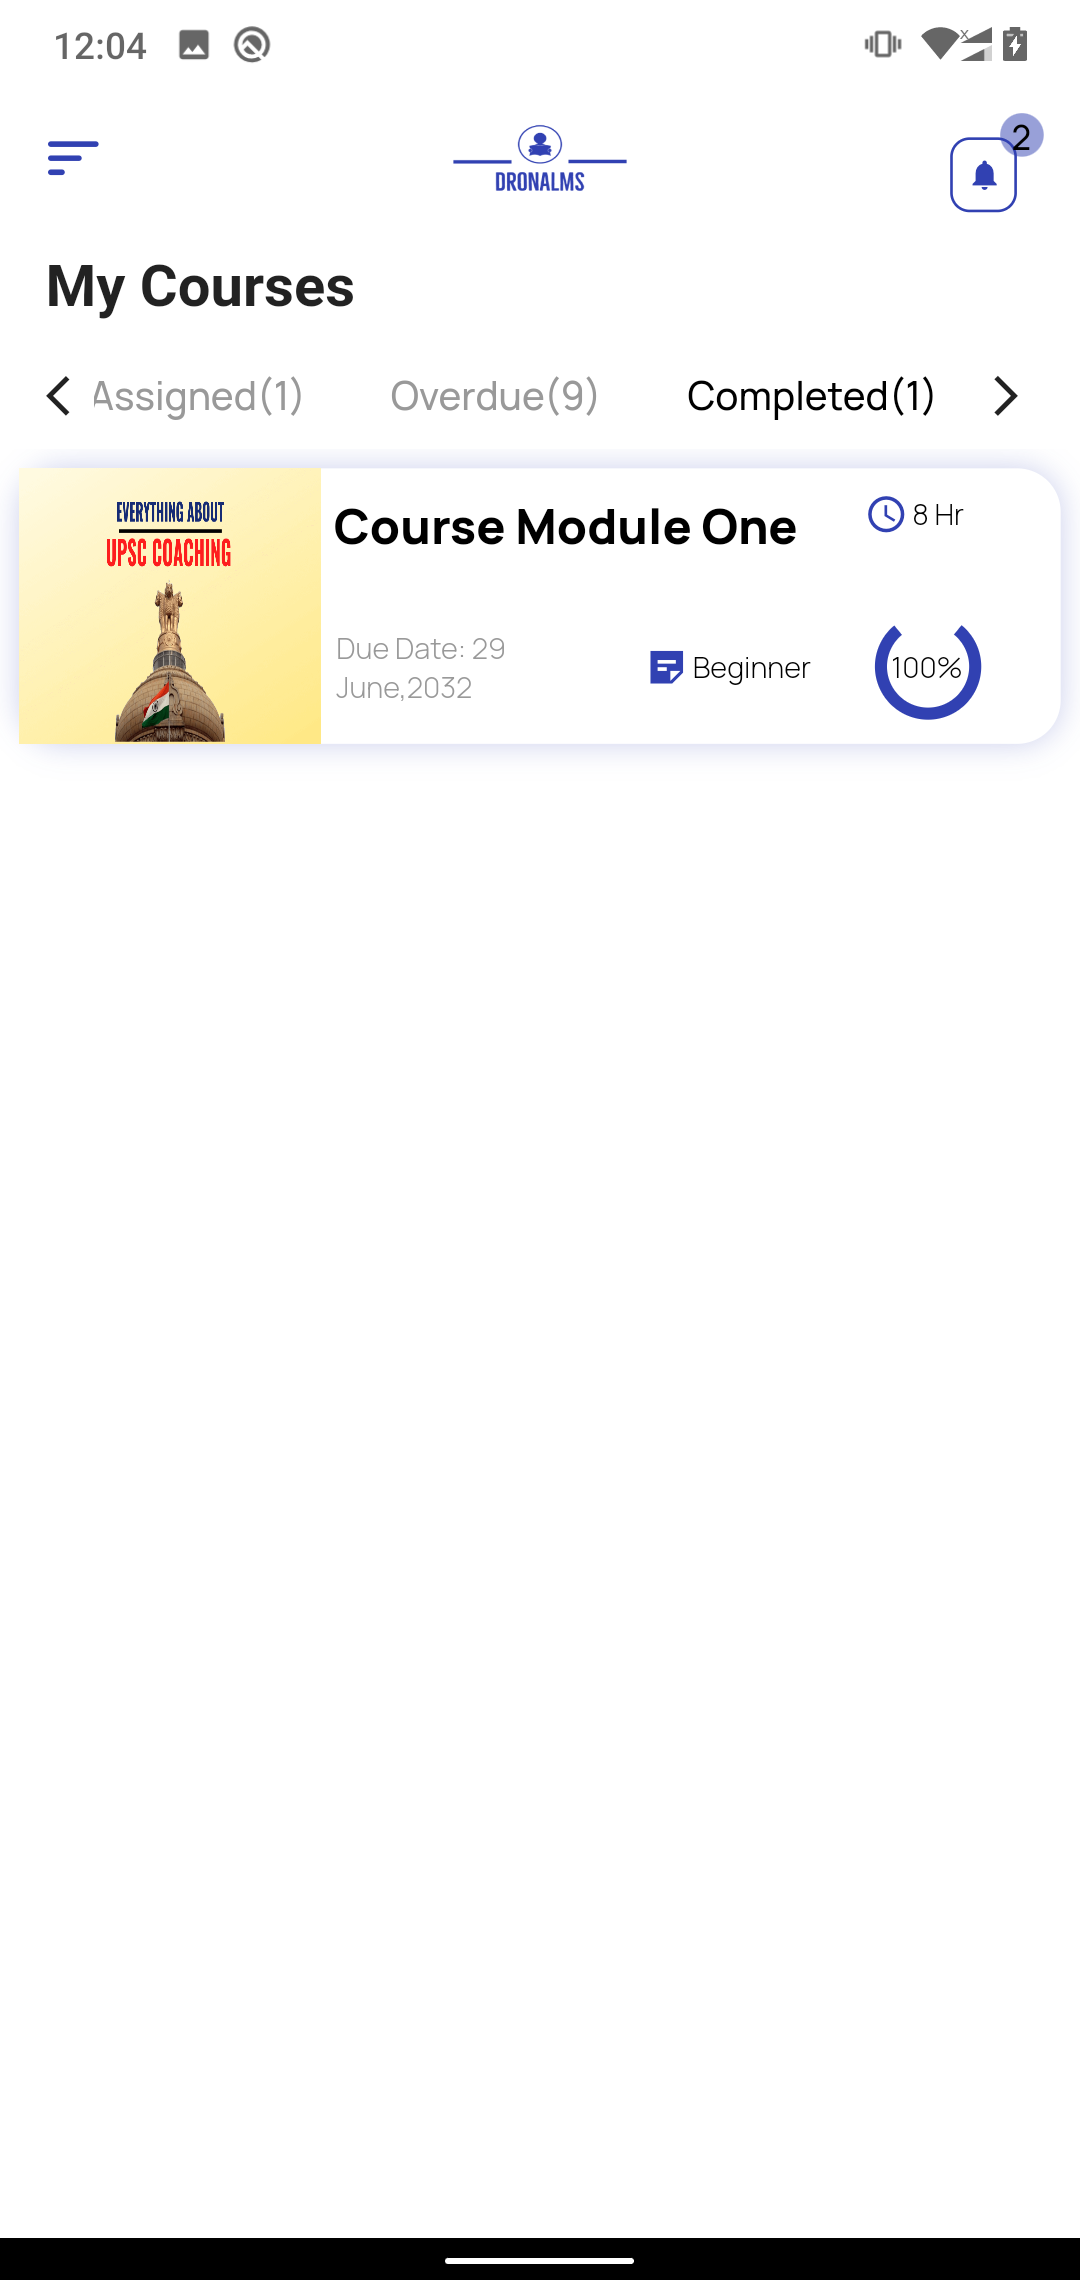 12:04
2
DRONALMS
My Courses
Assigned(1) Overdue(9) Completed(1)
EVERYTHING ABOUT
UPSC COACHING
Course Module One
8 Hr
Due Date: 29
June,2032
Beginner
100%